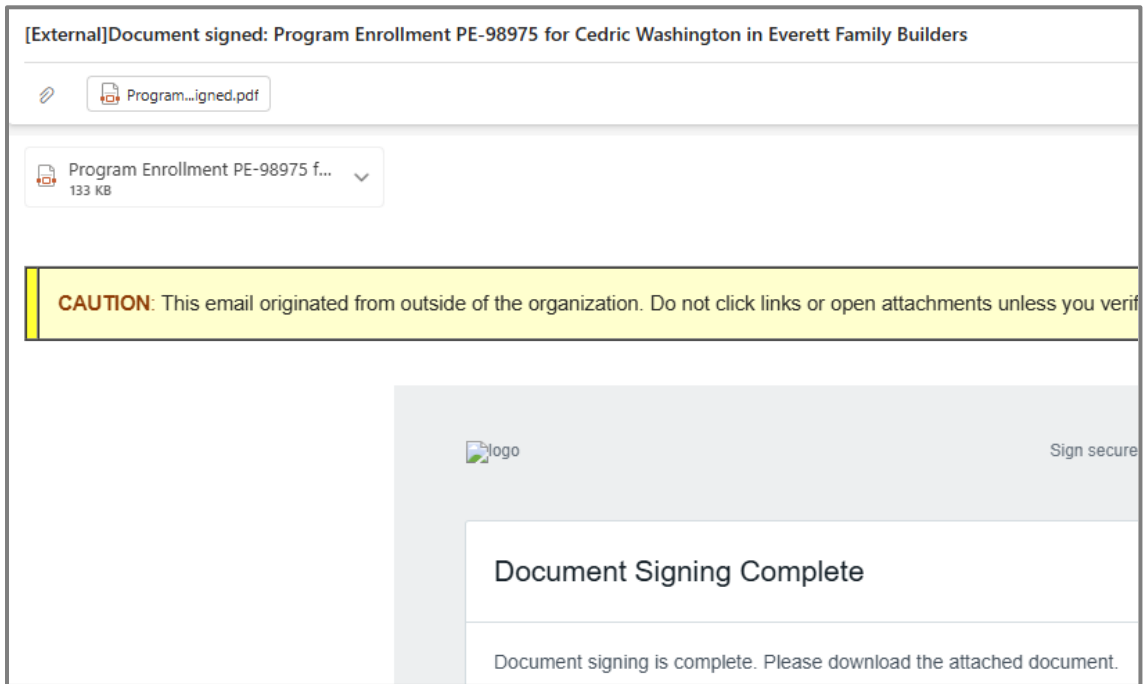 [External]Document signed: Program Enrollment PE-98975 for Cedric Washington in Everett Family Builders
Program...igned.pdf
Program Enrollment PE-98975 f...
133 KB
CAUTION: This email originated from outside of the organization. Do not click links or open attachments unless you verif
logo
Sign secure
Document Signing Complete
Document signing is complete. Please download the attached document.